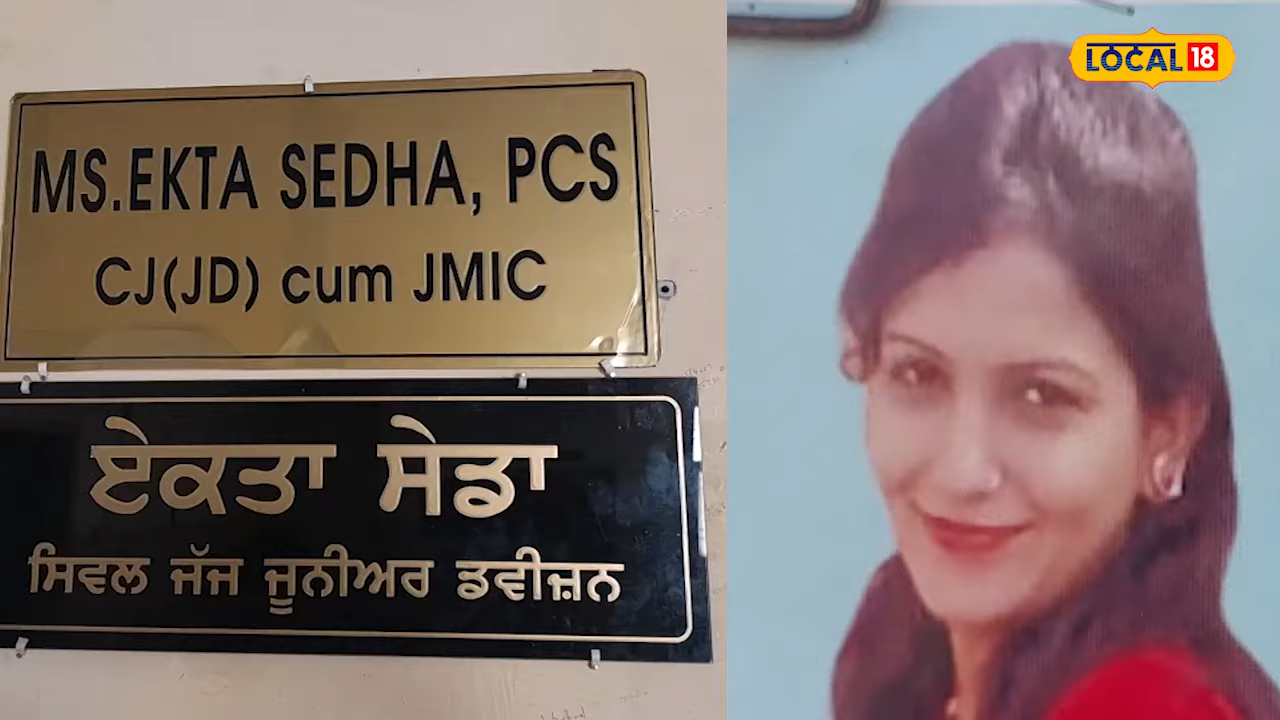 MS.EKTA SEDHA, PCS
CJ(JD) cum JMIC
ਏਕਤਾ ਸੇਡਾ
ਸਿਵਲ ਜੱਜ ਜੂਨੀਅਰ ਡਵੀਜ਼ਨ
LOCAL 18